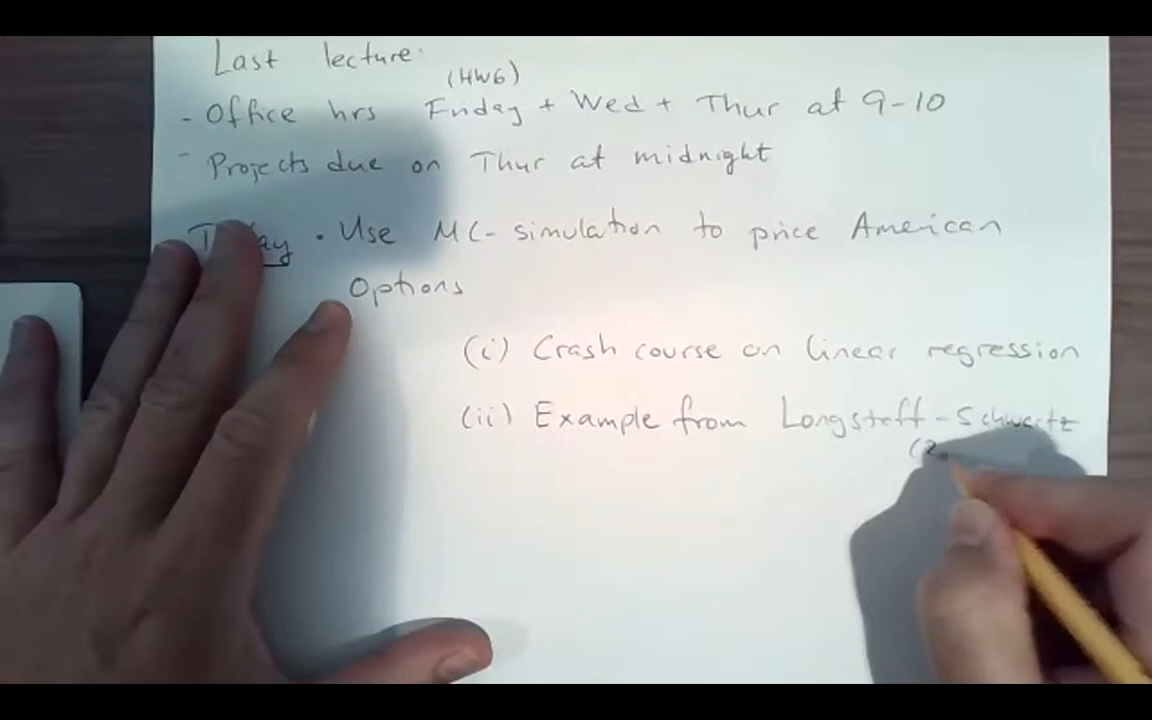 Last lecture:
(HW6)
- Office hrs Friday + Wed + Thur at 9-10
- Projects due on Thur at midnight
• Use MC-simulation to price American
Options
(i) Crash course on linear regression
(ii) Example from Longstaff-Schwartz
(2